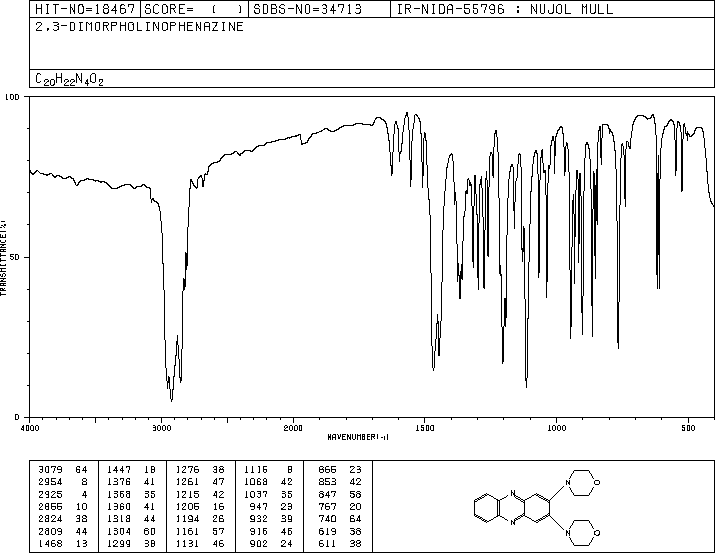 HIT-NO=18467 SCORE= ( ) SDBS-NO=34713 IR-NIDA-55796 : NUJOL MULL
2,3-DIMORPHOLINOPHENAZINE
C20H22N4O2
100
50
0
TRANSMITTANCE(%)
4000 3000 2000 1500 1000 500
WAVENUMBER(-1)
3079 64 1447 18 1276 38 1116 8 866 23
2954 8 1376 41 1261 47 1068 42 853 42
2925 4 1368 35 1215 42 1037 35 847 58
2855 10 1360 41 1205 16 947 23 767 20
2824 38 1318 44 1194 26 932 39 740 64
2809 44 1304 60 1161 57 916 46 619 38
1468 13 1299 38 1131 46 902 24 611 38
N O
N
N
N O